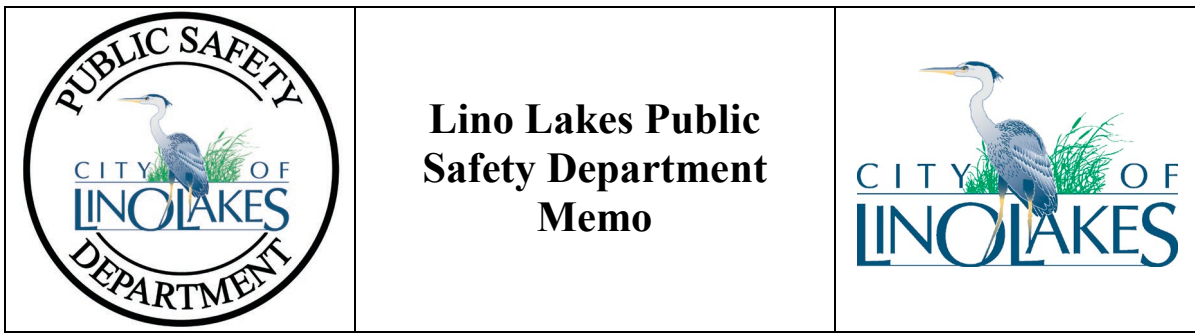 PUBLIC SAFETY
CITY OF
LINO LAKES
DEPARTMENT
Lino Lakes Public
Safety Department
Memo
CITY OF
LINO LAKES